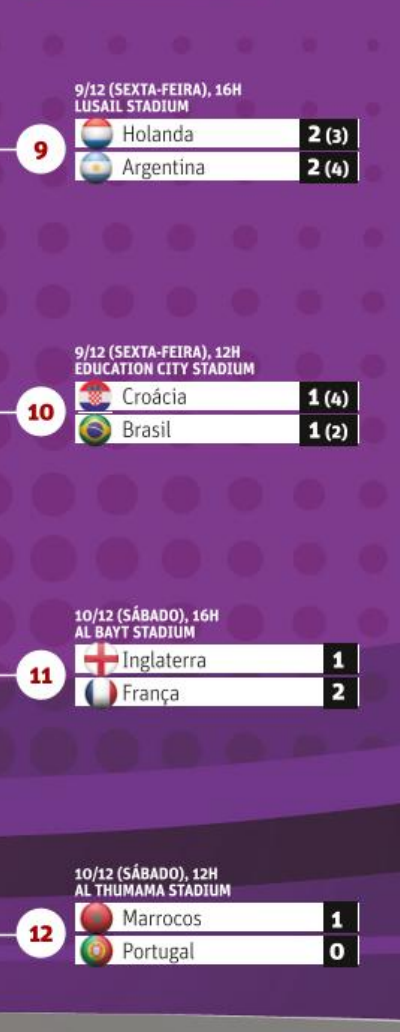 9/12 (SEXTA-FEIRA), 16H
LUSAIL STADIUM
9
Holanda 2 (3)
Argentina 2 (4)
9/12 (SEXTA-FEIRA), 12H
EDUCATION CITY STADIUM
10
Croácia 1 (4)
Brasil 1 (2)
10/12 (SÁBADO), 16H
AL BAYT STADIUM
11
Inglaterra 1
França 2
10/12 (SÁBADO), 12H
AL THUMAMA STADIUM
12
Marrocos 1
Portugal 0